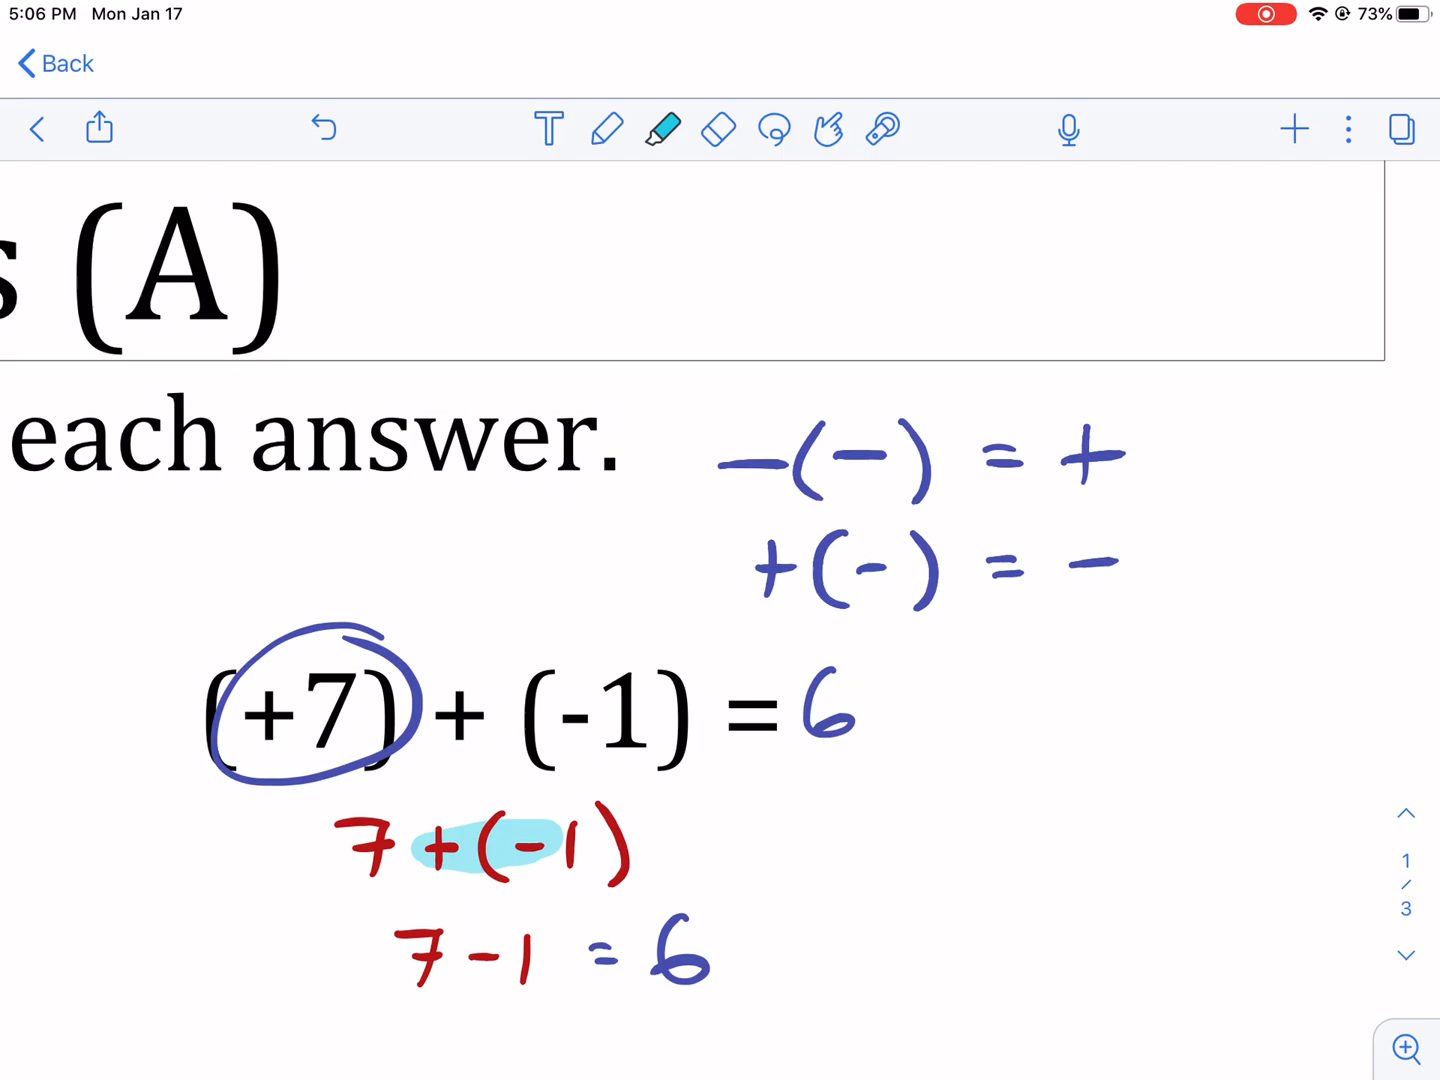 5:06 PM Mon Jan 17 73%
Back
T
s (A)
each answer.
-(-) = +
+(-) = -
(+7) + (-1) = 6
7 + (-1)
7 - 1 = 6
1
/
3